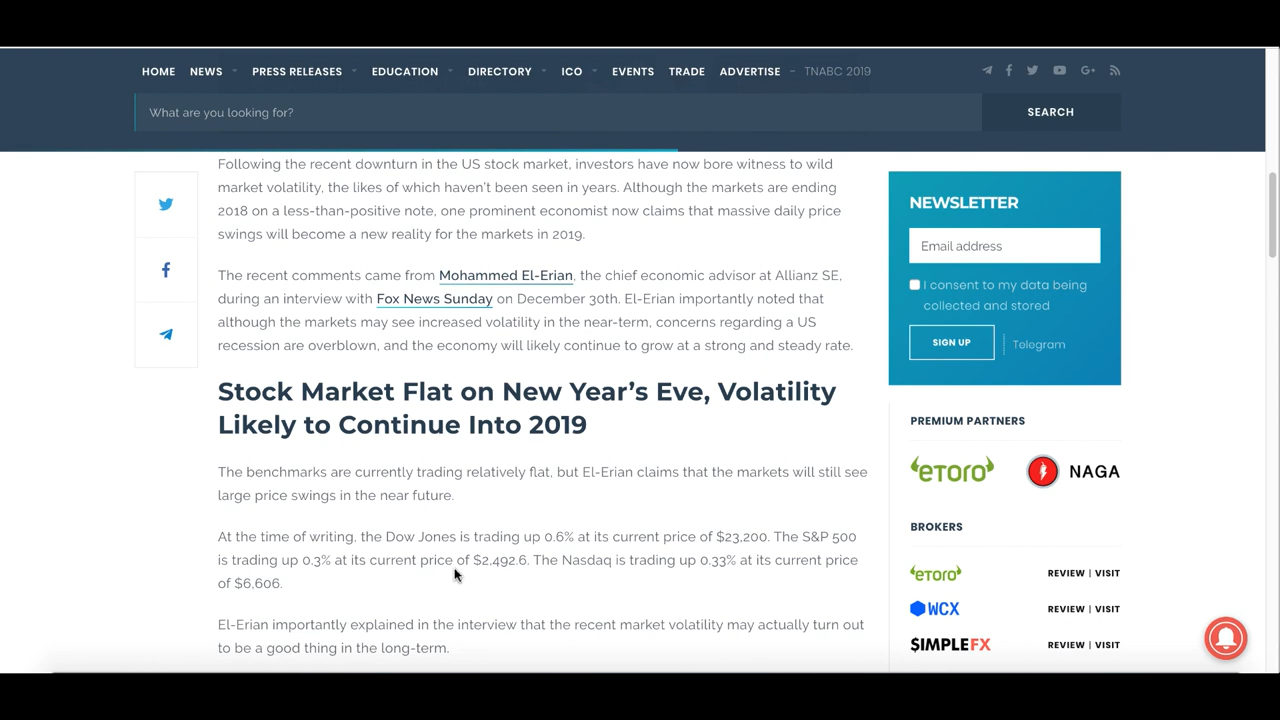 HOME NEWS PRESS RELEASES EDUCATION DIRECTORY ICO EVENTS TRADE ADVERTISE - TNABC 2019
What are you looking for?
SEARCH
Following the recent downturn in the US stock market, investors have now bore witness to wild
market volatility, the likes of which haven't been seen in years. Although the markets are ending
2018 on a less-than-positive note, one prominent economist now claims that massive daily price
swings will become a new reality for the markets in 2019.
The recent comments came from Mohammed El-Erian, the chief economic advisor at Allianz SE,
during an interview with Fox News Sunday on December 30th. El-Erian importantly noted that
although the markets may see increased volatility in the near-term, concerns regarding a US
recession are overblown, and the economy will likely continue to grow at a strong and steady rate.
Stock Market Flat on New Year's Eve, Volatility
Likely to Continue Into 2019
The benchmarks are currently trading relatively flat, but El-Erian claims that the markets will still see
large price swings in the near future.
At the time of writing, the Dow Jones is trading up 0.6% at its current price of $23,200. The S&P 500
is trading up 0.3% at its current price of $2,492.6. The Nasdaq is trading up 0.33% at its current price
of $6,606.
El-Erian importantly explained in the interview that the recent market volatility may actually turn out
to be a good thing in the long-term.
NEWSLETTER
Email address
I consent to my data being
collected and stored
SIGN UP
Telegram
PREMIUM PARTNERS
eToro
NAGA
BROKERS
eToro REVIEW | VISIT
WCX REVIEW | VISIT
$IMPLEFX REVIEW | VISIT